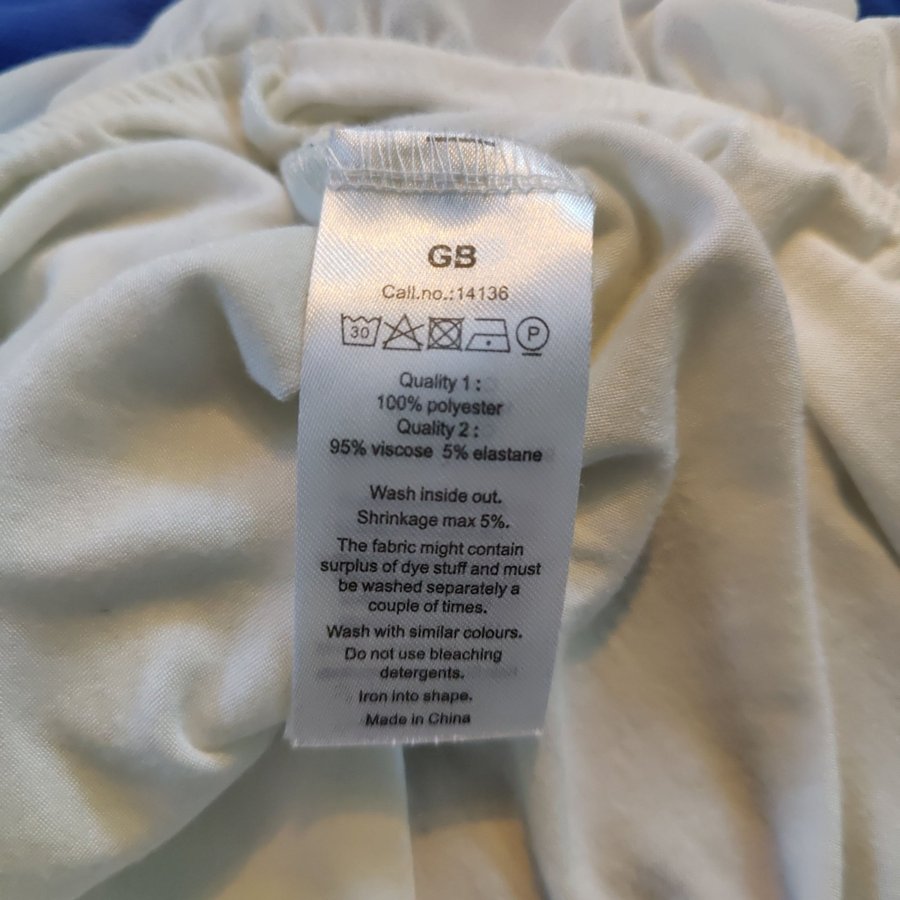 GB
Call.no.:14136
30 P
Quality 1 :
100% polyester
Quality 2 :
95% viscose 5% elastane
Wash inside out.
Shrinkage max 5%.
The fabric might contain
surplus of dye stuff and must
be washed separately a
couple of times.
Wash with similar colours.
Do not use bleaching
detergents.
Iron into shape.
Made in China